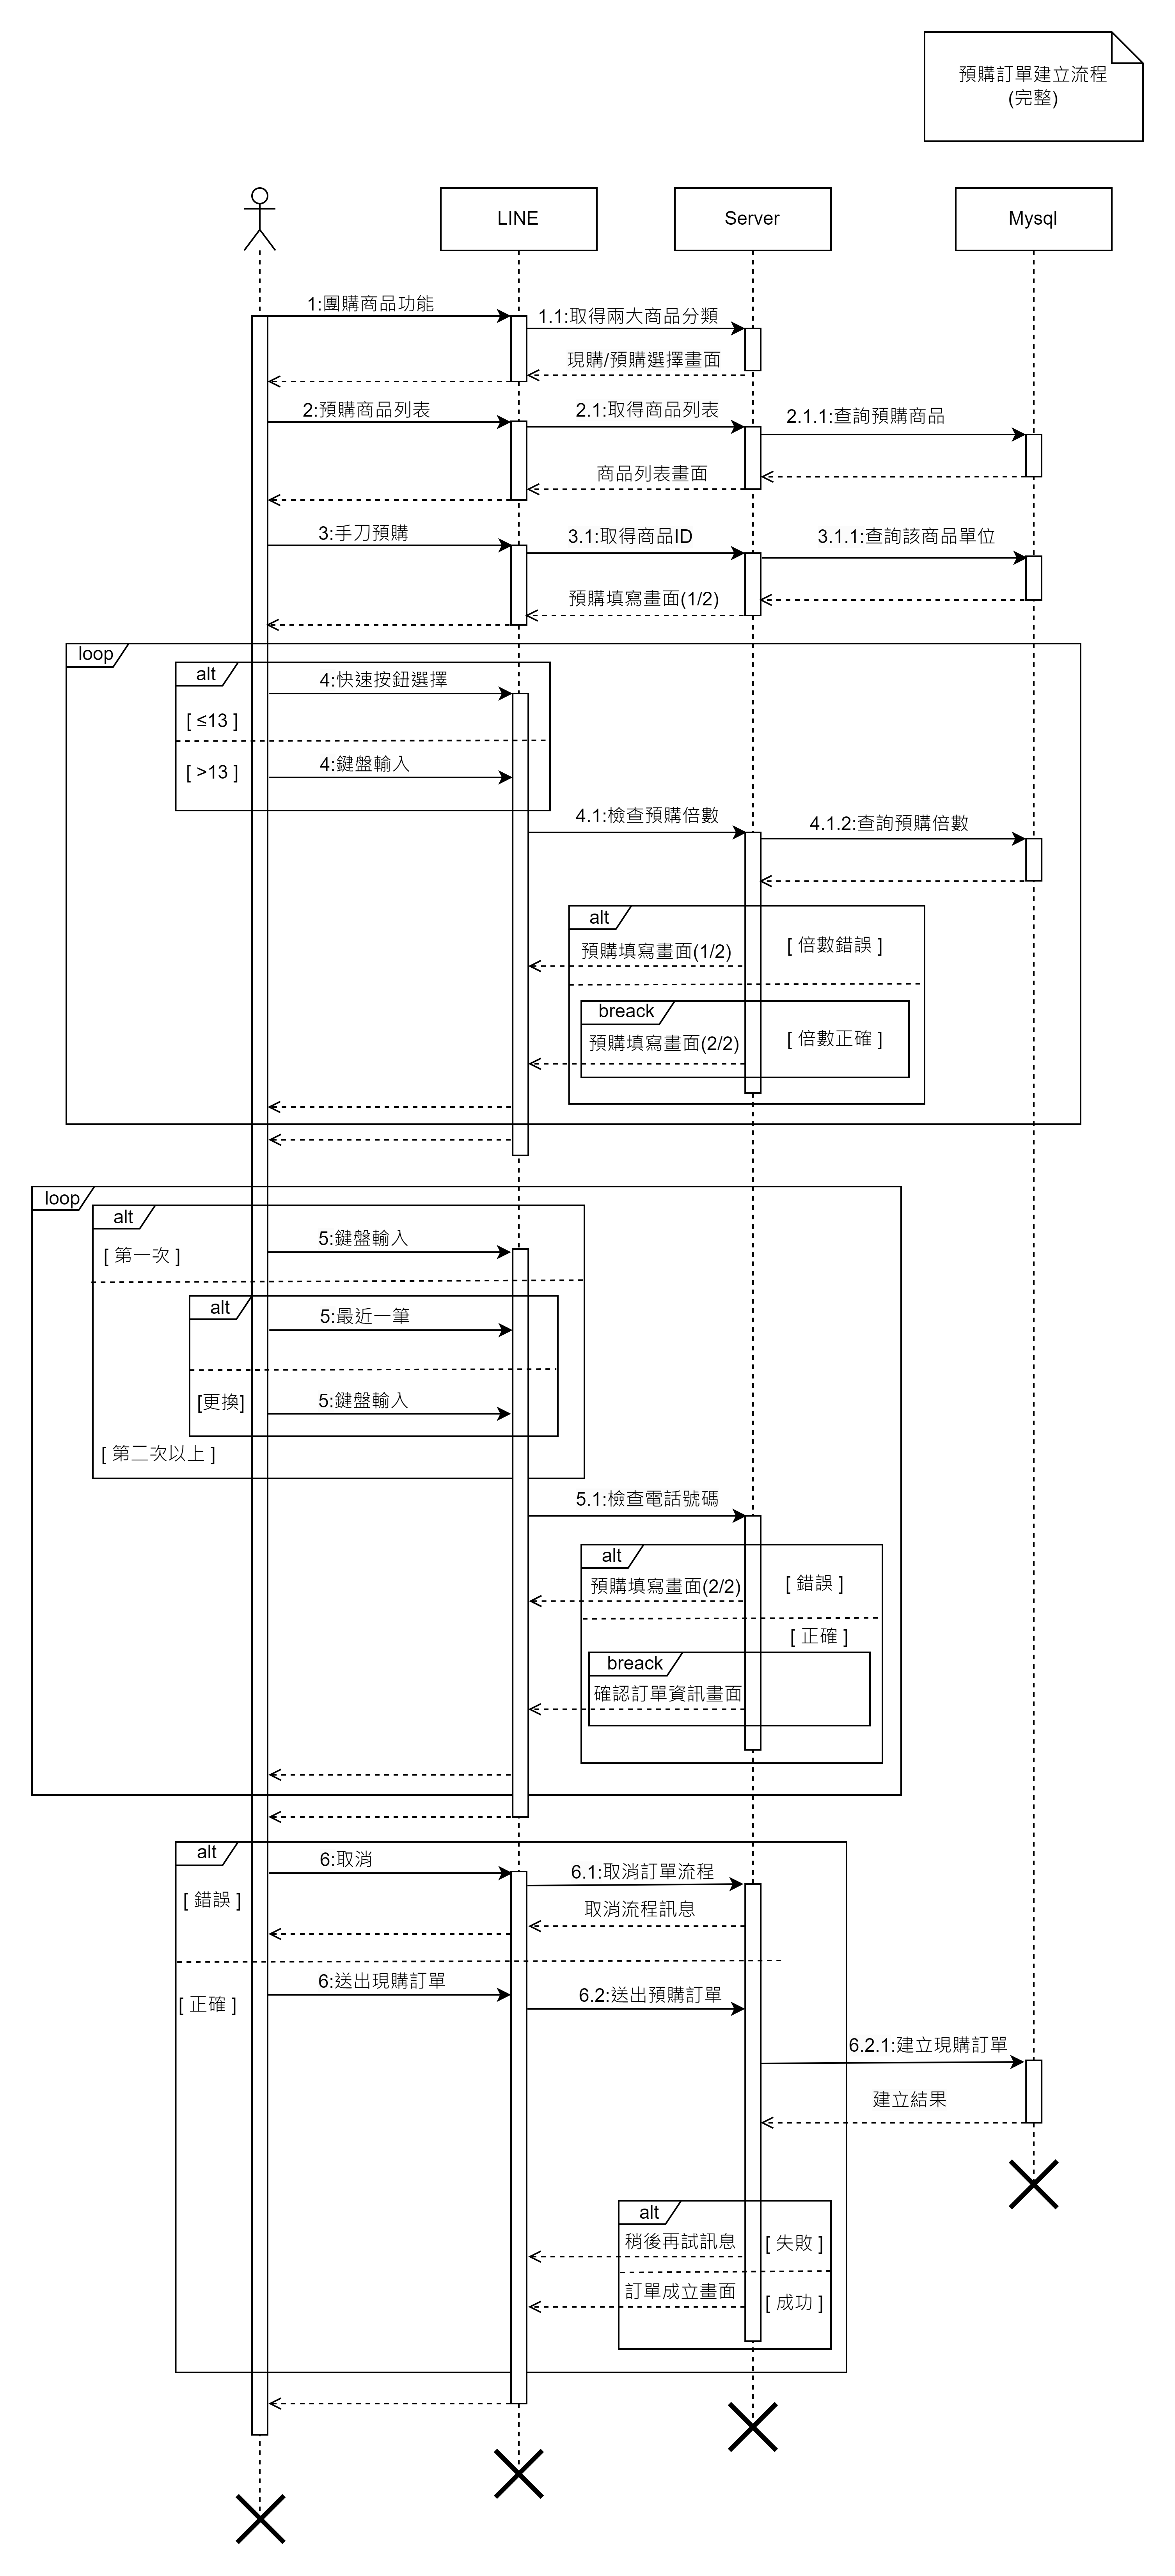 預購訂單建立流程
(完整)
LINE
Server
Mysql
1:團購商品功能
1.1:取得兩大商品分類
現購/預購選擇畫面
2:預購商品列表
2.1:取得商品列表
2.1.1:查詢預購商品
商品列表畫面
3:手刀預購
3.1:取得商品ID
3.1.1:查詢該商品單位
預購填寫畫面(1/2)
loop
alt
4:快速按鈕選擇
[ ≤13 ]
4:鍵盤輸入
[ >13 ]
4.1:檢查預購倍數
4.1.2:查詢預購倍數
alt
預購填寫畫面(1/2)
[ 倍數錯誤 ]
breack
預購填寫畫面(2/2)
[ 倍數正確 ]
loop
alt
5:鍵盤輸入
[ 第一次 ]
alt
5:最近一筆
[更換]
5:鍵盤輸入
[ 第二次以上 ]
5.1:檢查電話號碼
alt
預購填寫畫面(2/2)
[ 錯誤 ]
[ 正確 ]
breack
確認訂單資訊畫面
alt
6:取消
6.1:取消訂單流程
[ 錯誤 ]
取消流程訊息
6:送出現購訂單
6.2:送出預購訂單
[ 正確 ]
6.2.1:建立現購訂單
建立結果
alt
稍後再試訊息
[ 失敗 ]
訂單成立畫面
[ 成功 ]